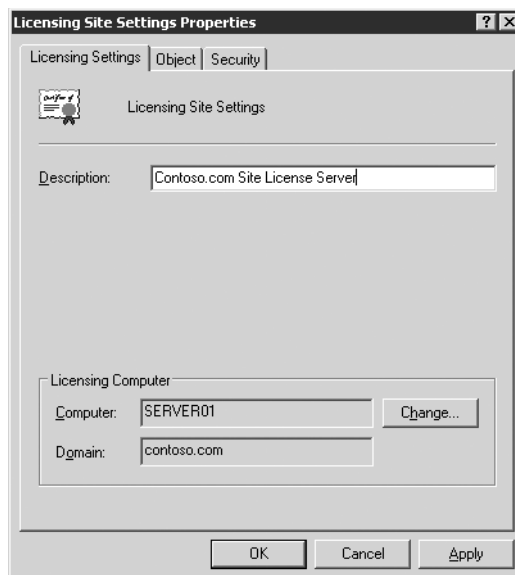 Licensing Site Settings Properties
Licensing Settings Object Security
Licensing Site Settings
Description: Contoso.com Site License Server
Licensing Computer
Computer: SERVER01 Change...
Domain: contoso.com
OK Cancel Apply